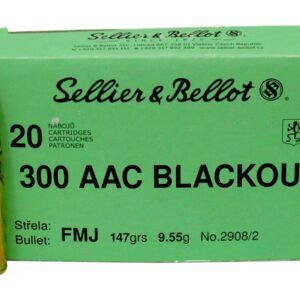 Sellier & Bellot
20
NÁBOJŮ
CARTRIDGES
CARTOUCHES
PATRONEN
300 AAC BLACKOU
Střela:
Bullet: FMJ 147grs 9.55g No.2908/2